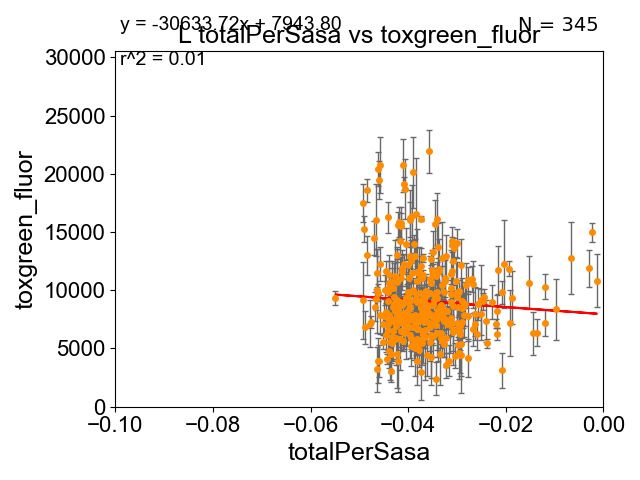 y = -30633.72x + 7943.80
N = 345
L totalPerSasa vs toxgreen_fluor
r^2 = 0.01
30000
25000
20000
15000
10000
5000
0
toxgreen_fluor
−0.10
−0.08
−0.06
−0.04
−0.02
0.00
totalPerSasa